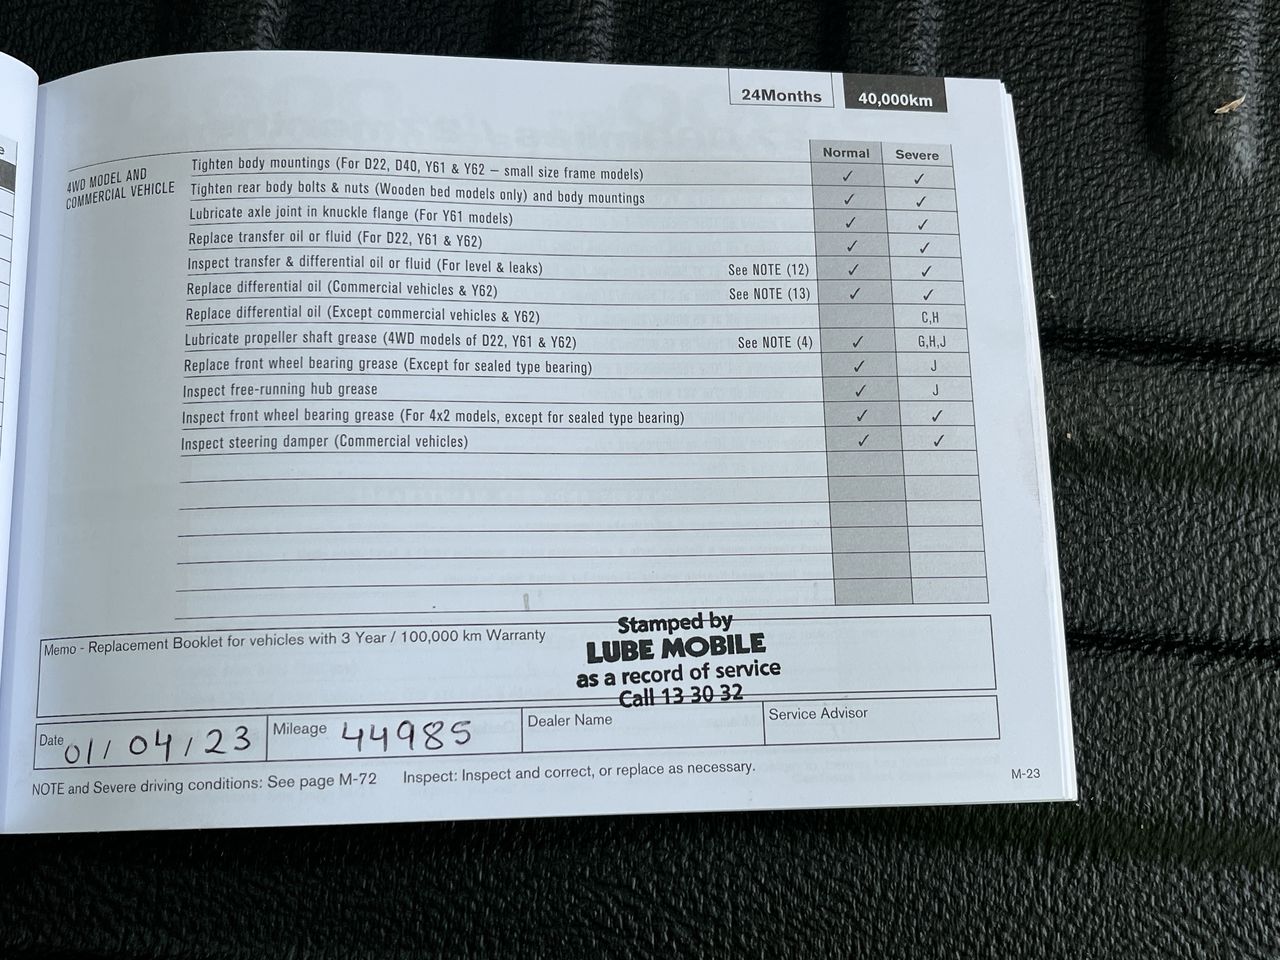 24Months 40,000km
Normal Severe
4WD MODEL AND
COMMERCIAL VEHICLE
Tighten body mountings (For D22, D40, Y61 & Y62 – small size frame models) ✓ ✓
Tighten rear body bolts & nuts (Wooden bed models only) and body mountings ✓ ✓
Lubricate axle joint in knuckle flange (For Y61 models) ✓ ✓
Replace transfer oil or fluid (For D22, Y61 & Y62) ✓ ✓
Inspect transfer & differential oil or fluid (For level & leaks) See NOTE (12) ✓ ✓
Replace differential oil (Commercial vehicles & Y62) See NOTE (13) ✓ ✓
Replace differential oil (Except commercial vehicles & Y62) C,H
Lubricate propeller shaft grease (4WD models of D22, Y61 & Y62) See NOTE (4) ✓ G,H,J
Replace front wheel bearing grease (Except for sealed type bearing) ✓ J
Inspect free-running hub grease ✓ J
Inspect front wheel bearing grease (For 4x2 models, except for sealed type bearing) ✓ ✓
Inspect steering damper (Commercial vehicles) ✓ ✓
Memo - Replacement Booklet for vehicles with 3 Year / 100,000 km Warranty
Stamped by
LUBE MOBILE
as a record of service
Call 13 30 32
Date 01/04/23 Mileage 44985 Dealer Name Service Advisor
NOTE and Severe driving conditions: See page M-72 Inspect: Inspect and correct, or replace as necessary.
M-23